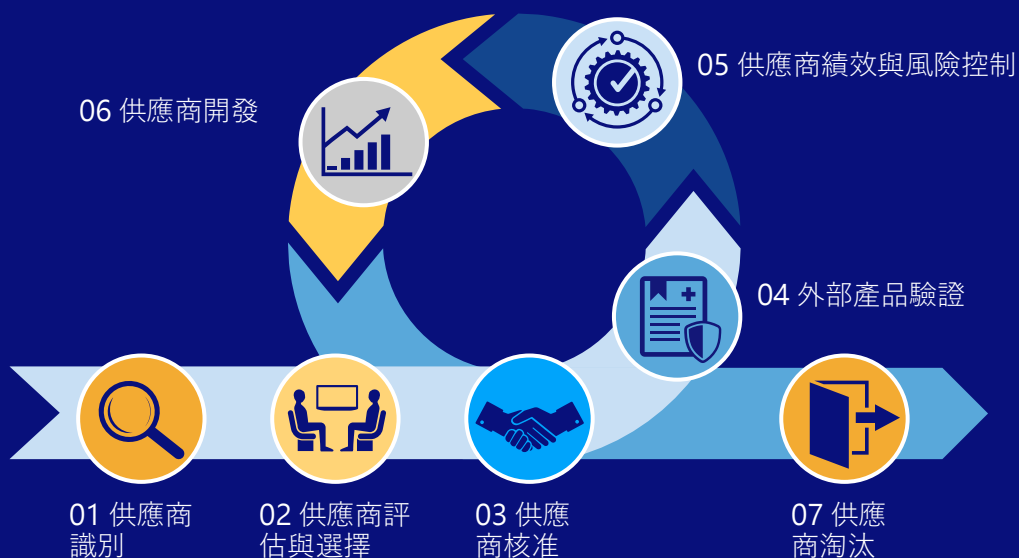 05 供應商績效與風險控制
06 供應商開發
04 外部產品驗證
01 供應商
識別
02 供應商評
估與選擇
03 供應
商核准
07 供應
商淘汰